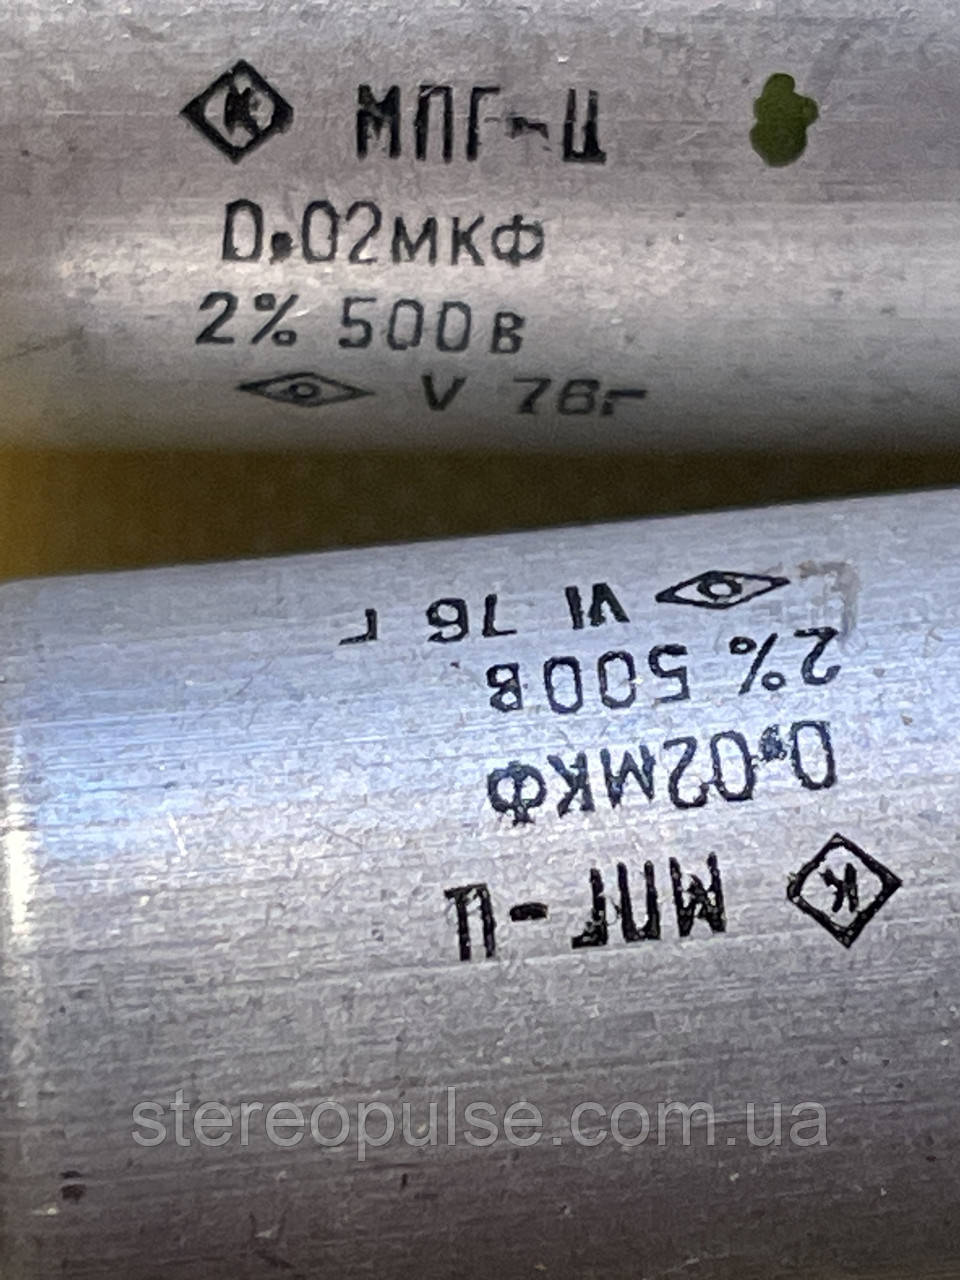 К МПГ-Ц
0.02мкФ
2% 500В
V 76г
К МПГ-Ц
0.02мкФ
2% 500В
VI 76 г
stereopulse.com.ua